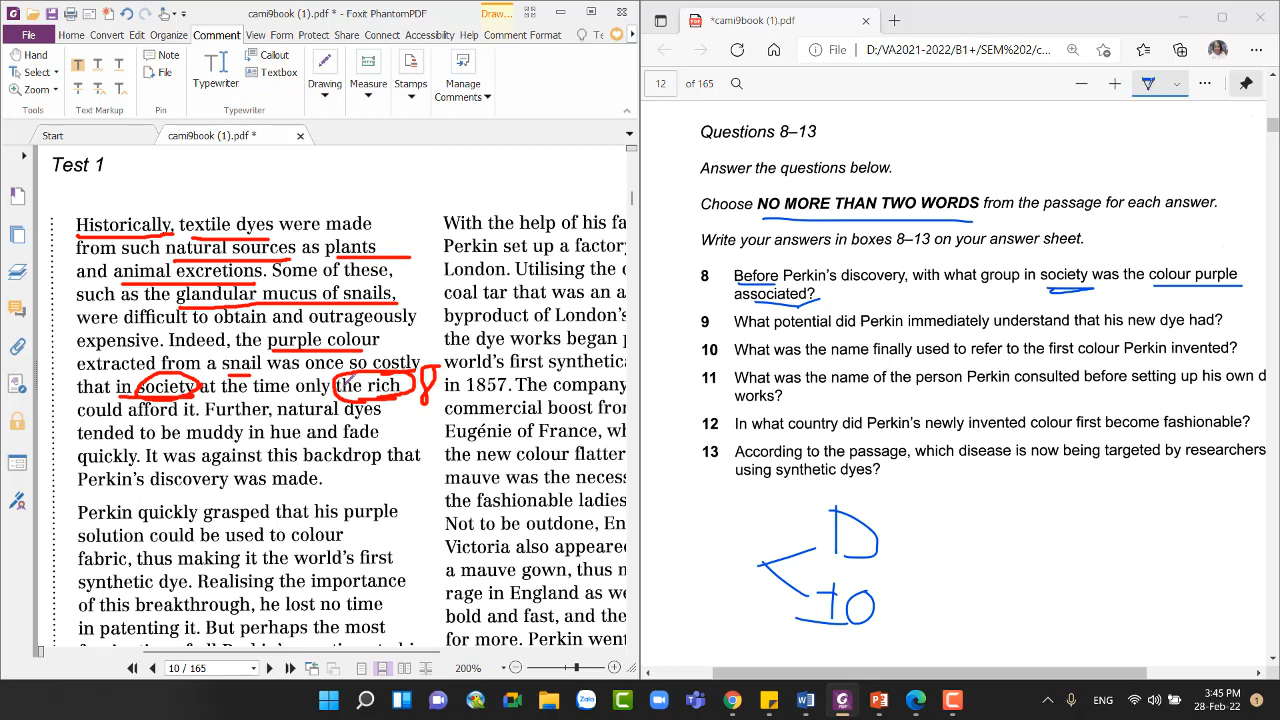 cami9book (1).pdf * - Foxit PhantomPDF
Draw...
File Home Convert Organize Comment View Form Protect Share Connect Accessibility Help Comment Format Te
Hand
Select
Zoom
Tools
Text Markup
Note
File
Pin
Typewriter
Callout
Textbox
Typewriter
Drawing
Measure
Stamps
Manage
Comments
Start
cami9book (1).pdf *
Test 1
Historically, textile dyes were made
from such natural sources as plants
and animal excretions. Some of these,
such as the glandular mucus of snails,
were difficult to obtain and outrageously
expensive. Indeed, the purple colour
extracted from a snail was once so costly
that in society at the time only the rich 8
could afford it. Further, natural dyes
tended to be muddy in hue and fade
quickly. It was against this backdrop that
Perkin's discovery was made.
Perkin quickly grasped that his purple
solution could be used to colour
fabric, thus making it the world's first
synthetic dye. Realising the importance
of this breakthrough, he lost no time
in patenting it. But perhaps the most
With the help of his fa
Perkin set up a factory
London. Utilising the
coal tar that was an a
byproduct of London's
the dye works began p
world's first synthetic
in 1857. The company
commercial boost from
Eugénie of France, wh
the new colour flatter
mauve was the necess
the fashionable ladies
Not to be outdone, En
Victoria also appeared
a mauve gown, thus n
rage in England as we
bold and fast, and the
for more. Perkin went
10 / 165
200%
*cami9book (1).pdf
File D:/VA2021-2022/B1+/SEM%202/c...
12 of 165
Questions 8–13
Answer the questions below.
Choose NO MORE THAN TWO WORDS from the passage for each answer.
Write your answers in boxes 8–13 on your answer sheet.
8 Before Perkin's discovery, with what group in society was the colour purple
associated?
9 What potential did Perkin immediately understand that his new dye had?
10 What was the name finally used to refer to the first colour Perkin invented?
11 What was the name of the person Perkin consulted before setting up his own d
works?
12 In what country did Perkin's newly invented colour first become fashionable?
13 According to the passage, which disease is now being targeted by researchers
using synthetic dyes?
D
Zalo
ENG
3:45 PM
28-Feb-22